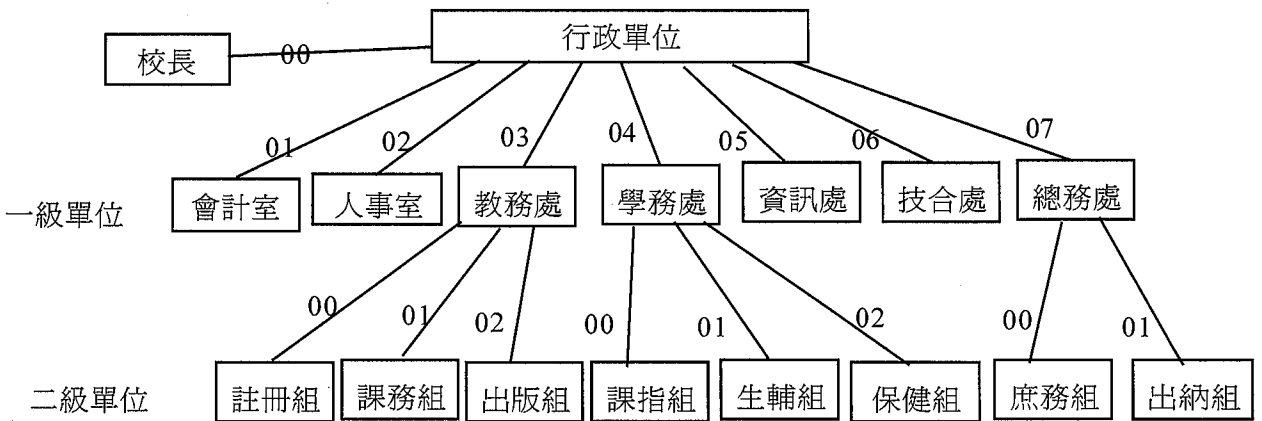 行政單位
校長
00
01
02
03
04
05
06
07
一級單位
會計室
人事室
教務處
學務處
資訊處
技合處
總務處
00
01
02
00
01
02
00
01
二級單位
註冊組
課務組
出版組
課指組
生輔組
保健組
庶務組
出納組